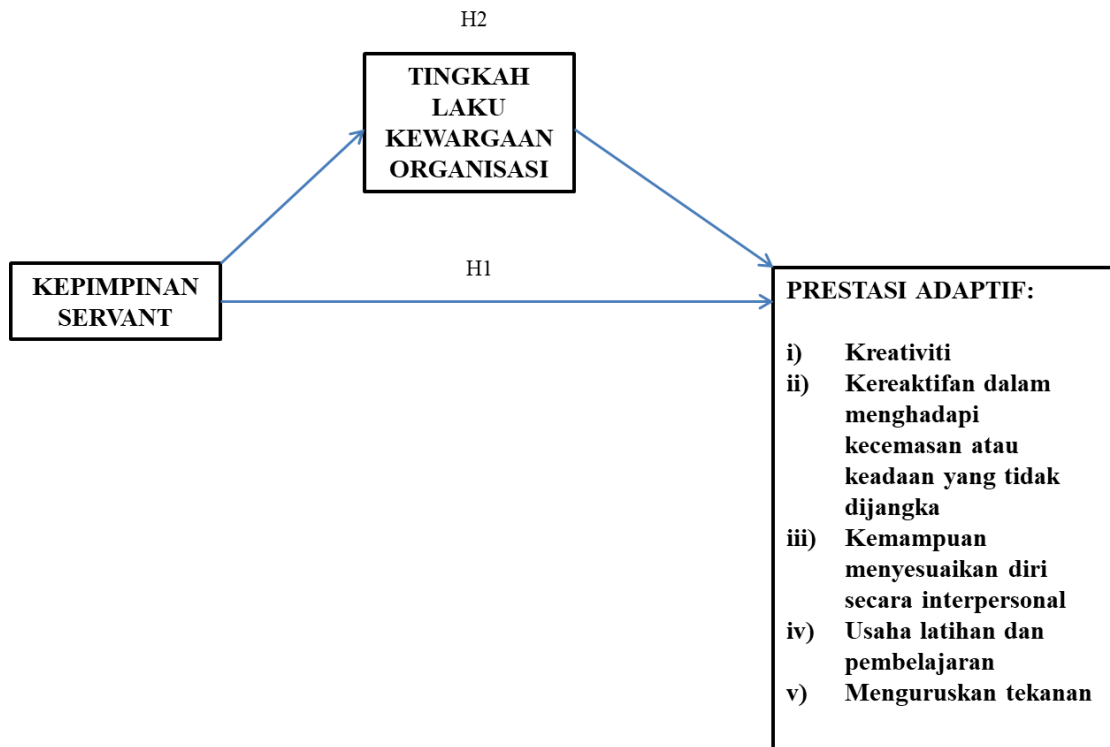 H2
TINGKAH
LAKU
KEWARGAAN
ORGANISASI
KEPIMPINAN
SERVANT
H1
PRESTASI ADAPTIF:
i) Kreativiti
ii) Kereaktifan dalam
menghadapi
kecemasan atau
keadaan yang tidak
dijangka
iii) Kemampuan
menyesuaikan diri
secara interpersonal
iv) Usaha latihan dan
pembelajaran
v) Menguruskan tekanan